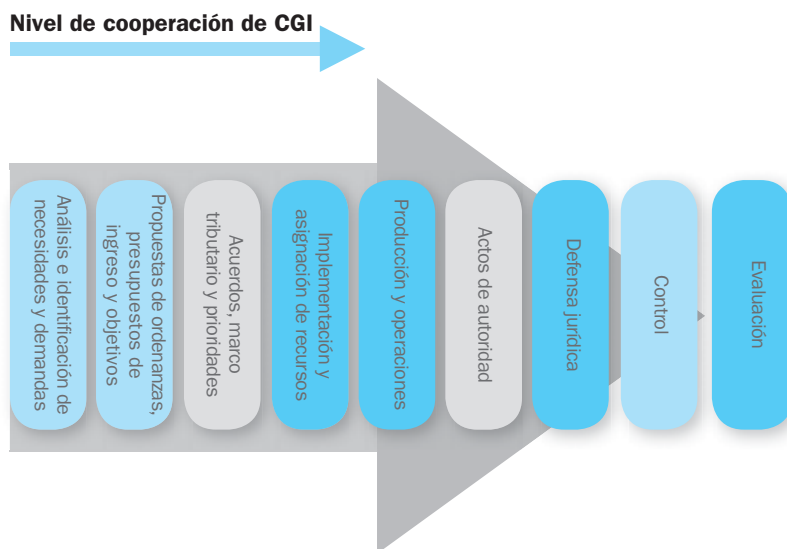 Nivel de cooperación de CGI
Análisis e identificación de
necesidades y demandas
Propuestas de ordenanzas,
presupuestos de
ingreso y objetivos
Acuerdos, marco
tributario y prioridades
Implementación y
asignación de recursos
Producción y operaciones
Actos de autoridad
Defensa jurídica
Control
Evaluación